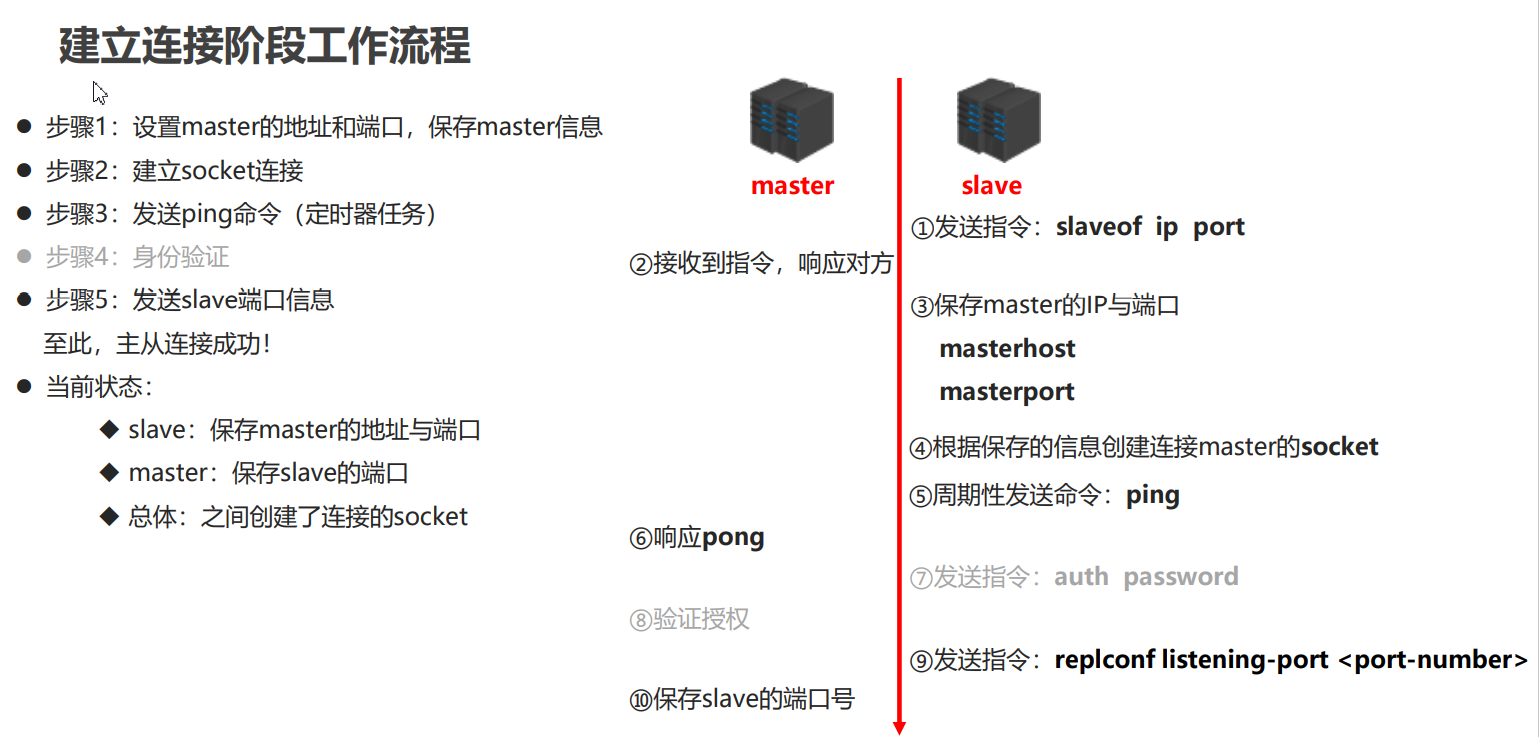 建立连接阶段工作流程
● 步骤1：设置master的地址和端口，保存master信息
● 步骤2：建立socket连接
● 步骤3：发送ping命令（定时器任务）
● 步骤4：身份验证
● 步骤5：发送slave端口信息
至此，主从连接成功！
● 当前状态：
◆ slave：保存master的地址与端口
◆ master：保存slave的端口
◆ 总体：之间创建了连接的socket
master
slave
①发送指令：slaveof ip port
②接收到指令，响应对方
③保存master的IP与端口
masterhost
masterport
④根据保存的信息创建连接master的socket
⑤周期性发送命令：ping
⑥响应pong
⑦发送指令：auth password
⑧验证授权
⑨发送指令：replconf listening-port <port-number>
⑩保存slave的端口号